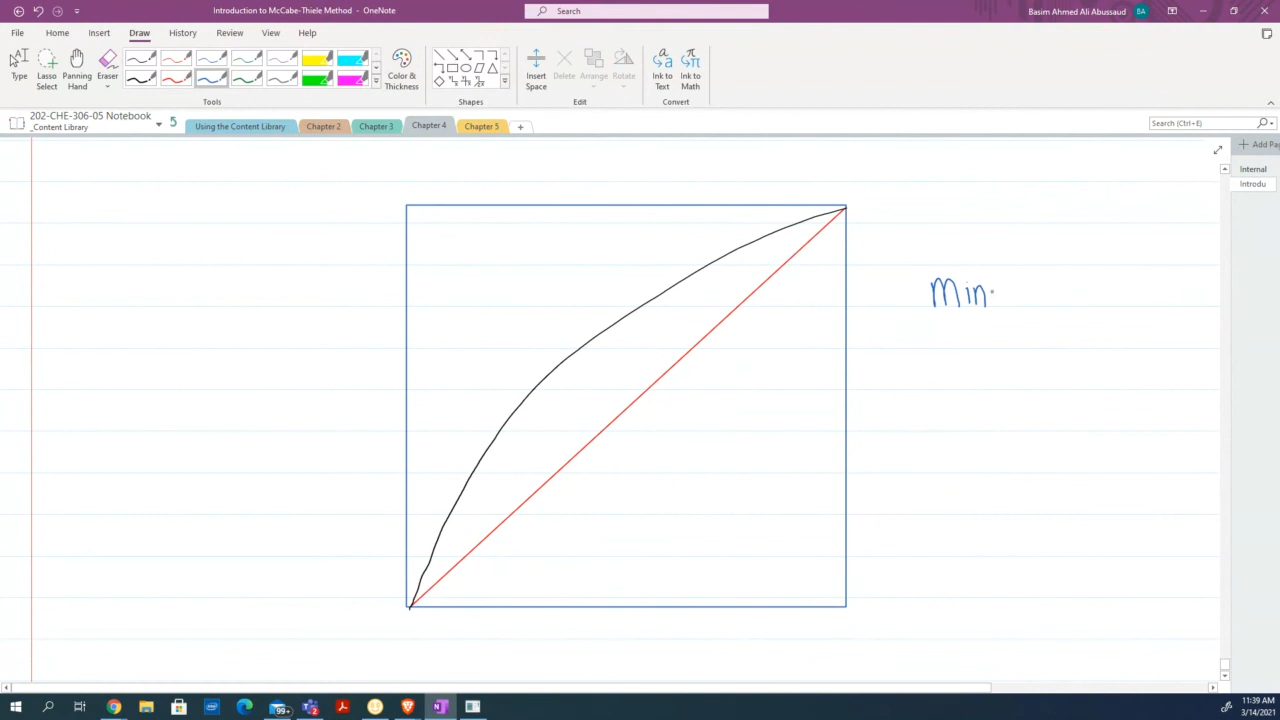 Introduction to McCabe-Thiele Method - OneNote
Search
Basim Ahmed Ali Abussaud
BA
File Home Insert Draw History Review View Help
Type
Lasso Select
Panning Hand
Eraser
Color & Thickness
Insert Space
Delete
Arrange
Rotate
Ink to Text
Ink to Math
Tools
Shapes
Edit
Convert
202-CHE-306-05 Notebook
_Content Library
Using the Content Library
Chapter 2
Chapter 3
Chapter 4
Chapter 5
Search (Ctrl+E)
Add Pag
Internal
Introdu
Min.
99+
11:39 AM
3/14/2021